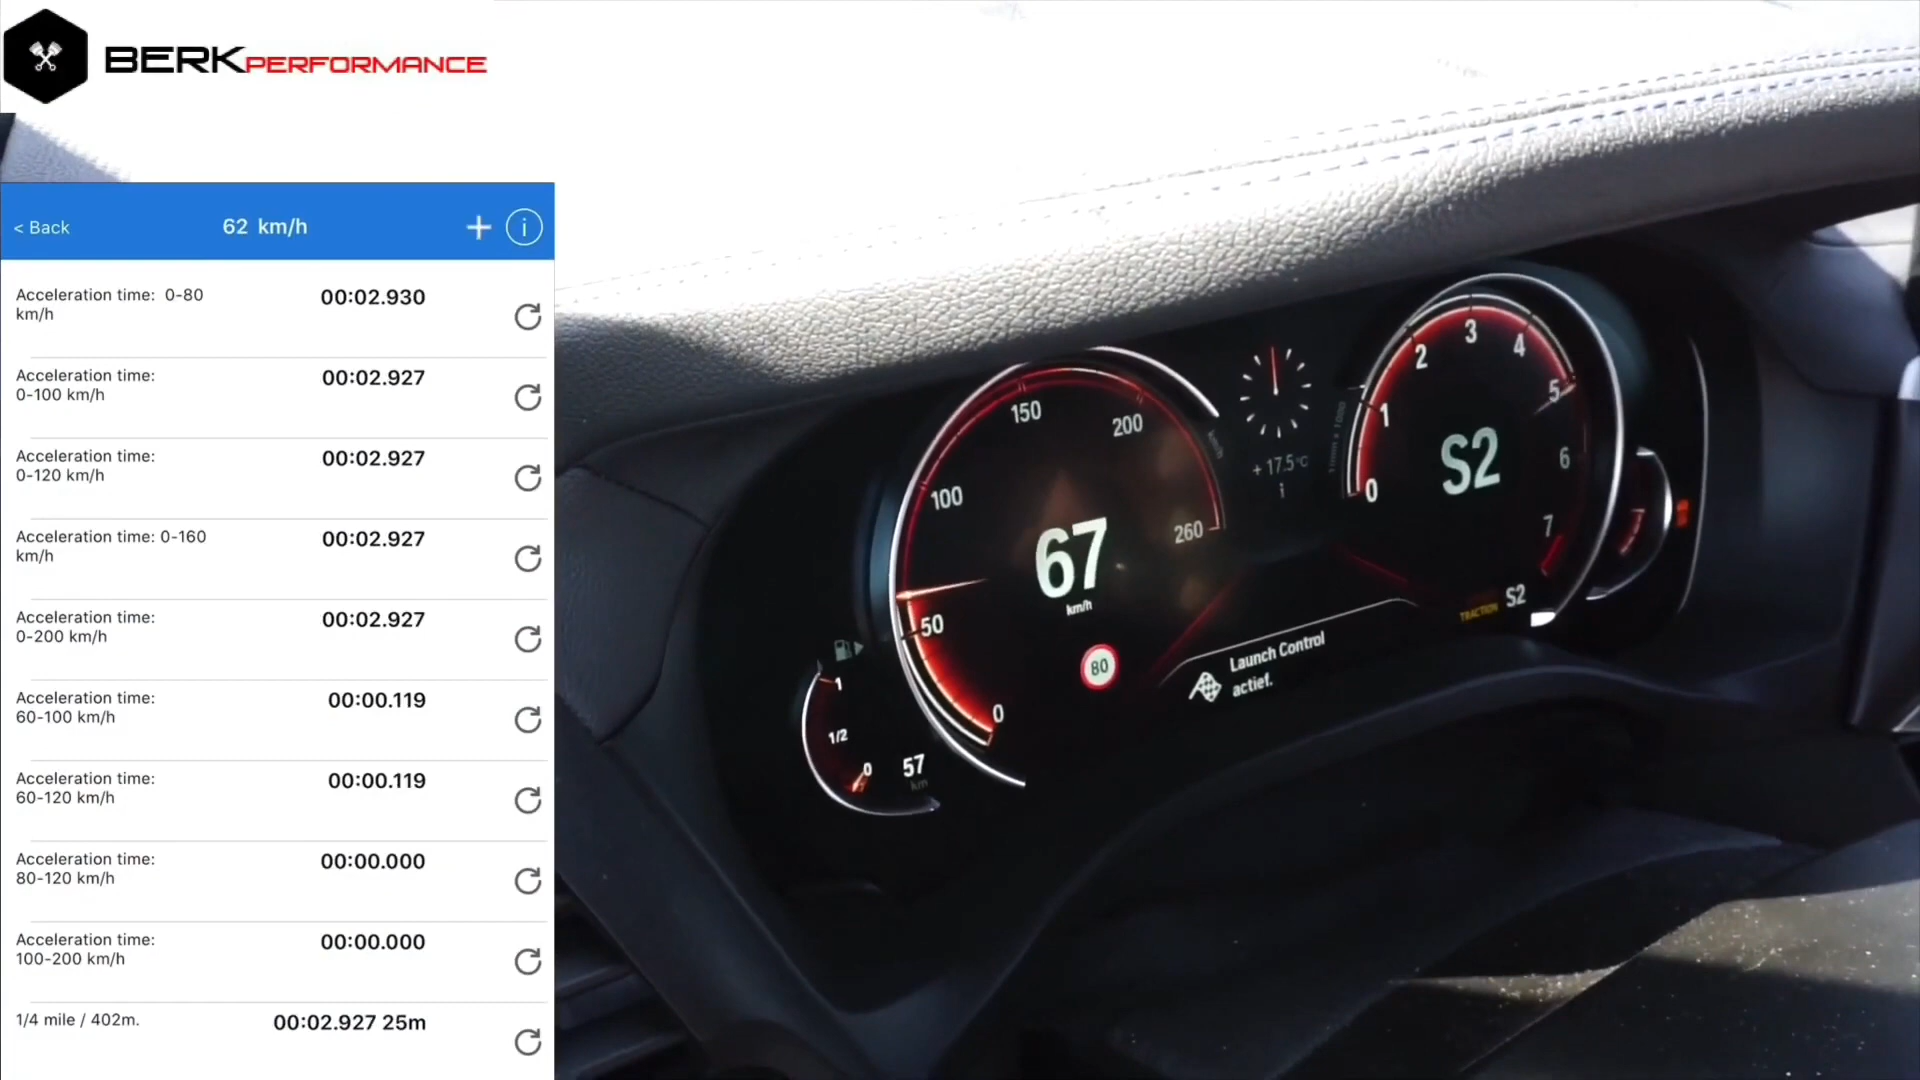 BERK PERFORMANCE
< Back
62 km/h
Acceleration time: 0-80
km/h
00:02.930
Acceleration time:
0-100 km/h
00:02.927
Acceleration time:
0-120 km/h
00:02.927
Acceleration time: 0-160
km/h
00:02.927
Acceleration time:
0-200 km/h
00:02.927
Acceleration time:
60-100 km/h
00:00.119
Acceleration time:
60-120 km/h
00:00.119
Acceleration time:
80-120 km/h
00:00.000
Acceleration time:
100-200 km/h
00:00.000
1/4 mile / 402m.
00:02.927 25m
0
50
100
150
200
260
km/h
67
km/h
80
1
1/2
0
57
km
+ 17.5°C
Launch Control
actief.
0
1
2
3
4
5
6
7
S2
TRACTION
S2